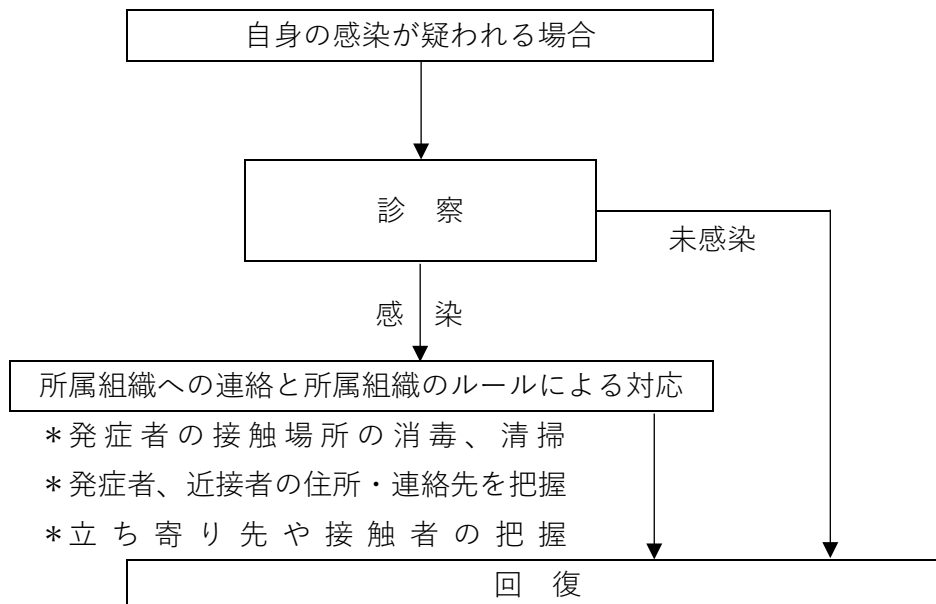 自身の感染が疑われる場合
診　察
未感染
感　染
所属組織への連絡と所属組織のルールによる対応
＊発症者の接触場所の消毒、清掃
＊発症者、近接者の住所・連絡先を把握
＊立ち寄り先や接触者の把握
回　復